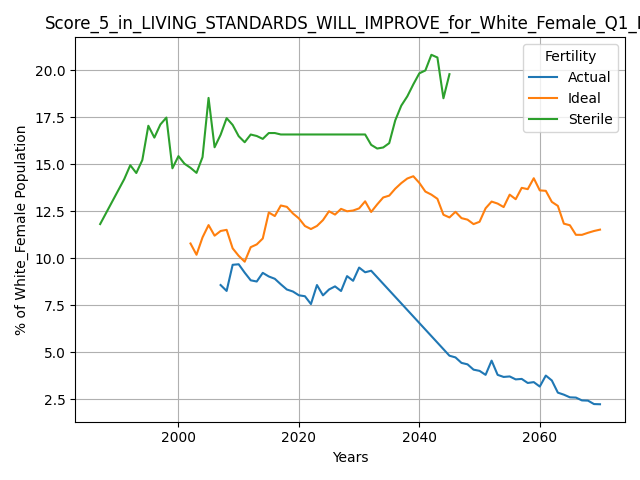 Score_5_in_LIVING_STANDARDS_WILL_IMPROVE_for_White_Female_Q1_
Fertility
Actual
Ideal
Sterile
% of White_Female Population
20.0
17.5
15.0
12.5
10.0
7.5
5.0
2.5
2000
2020
2040
2060
Years